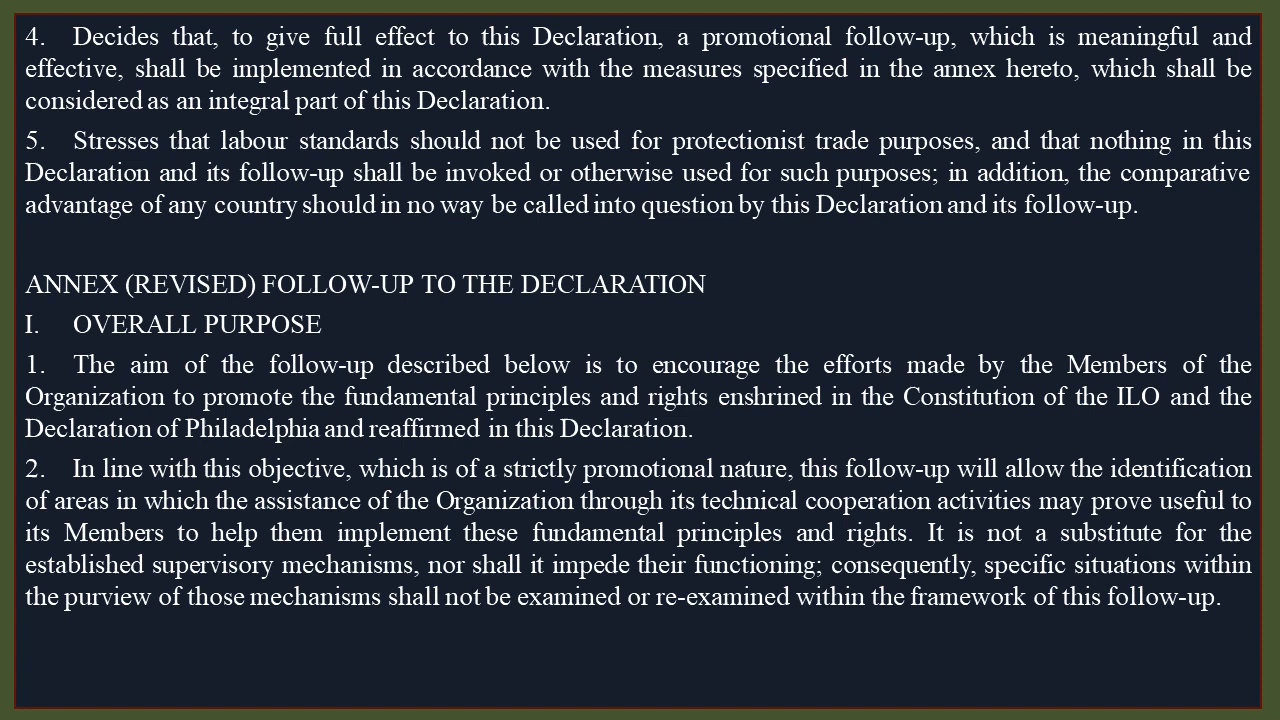 4. Decides that, to give full effect to this Declaration, a promotional follow-up, which is meaningful and
effective, shall be implemented in accordance with the measures specified in the annex hereto, which shall be
considered as an integral part of this Declaration.
5. Stresses that labour standards should not be used for protectionist trade purposes, and that nothing in this
Declaration and its follow-up shall be invoked or otherwise used for such purposes; in addition, the comparative
advantage of any country should in no way be called into question by this Declaration and its follow-up.
ANNEX (REVISED) FOLLOW-UP TO THE DECLARATION
I. OVERALL PURPOSE
1. The aim of the follow-up described below is to encourage the efforts made by the Members of the
Organization to promote the fundamental principles and rights enshrined in the Constitution of the ILO and the
Declaration of Philadelphia and reaffirmed in this Declaration.
2. In line with this objective, which is of a strictly promotional nature, this follow-up will allow the identification
of areas in which the assistance of the Organization through its technical cooperation activities may prove useful to
its Members to help them implement these fundamental principles and rights. It is not a substitute for the
established supervisory mechanisms, nor shall it impede their functioning; consequently, specific situations within
the purview of those mechanisms shall not be examined or re-examined within the framework of this follow-up.